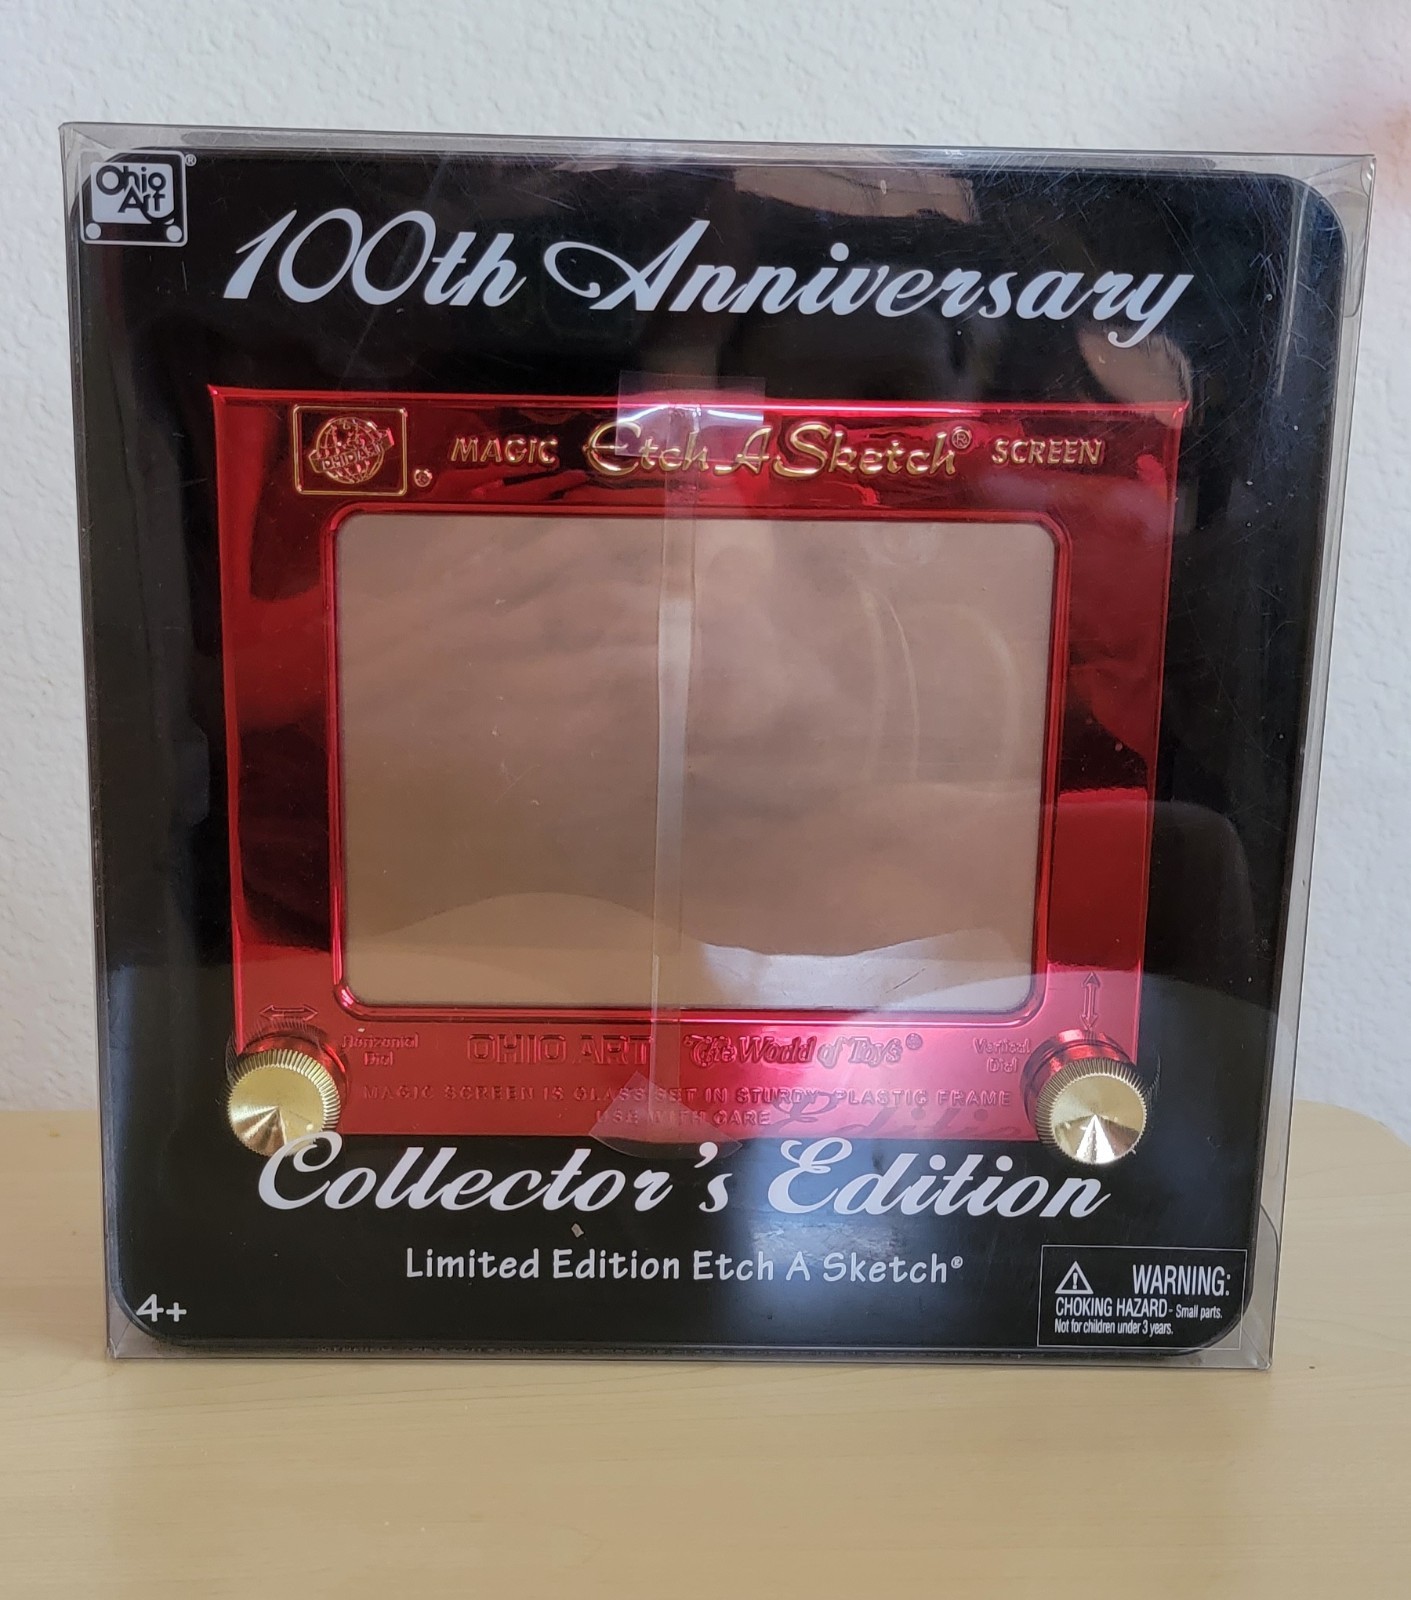 Ohio
Art®
100th Anniversary
OHIO ART
MAGIC Etch A Sketch® SCREEN
Horizontal
Dial
OHIO ART The World of Toys®
Vertical
Dial
MAGIC SCREEN IS GLASS SET IN STURDY PLASTIC FRAME
USE WITH CARE
Collector's Edition
Limited Edition Etch A Sketch®
4+
WARNING:
CHOKING HAZARD - Small parts.
Not for children under 3 years.